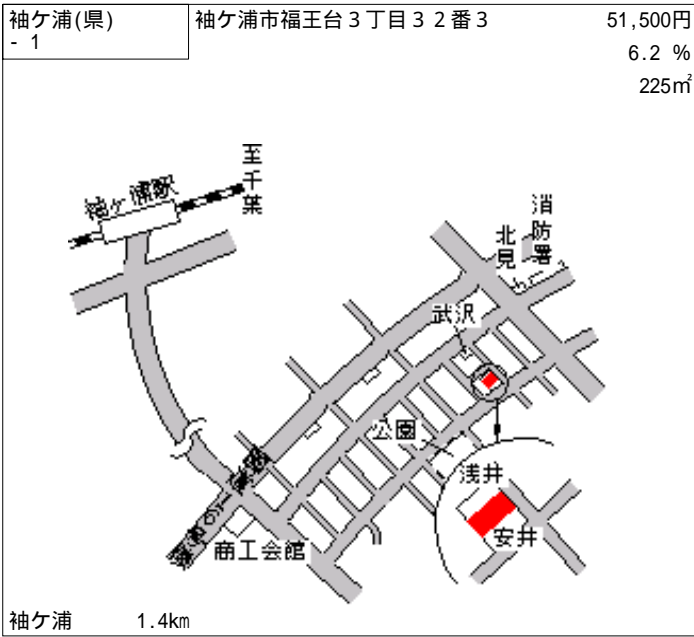 袖ケ浦(県)
- 1
袖ケ浦市福王台３丁目３２番３
51,500円
6.2 %
225㎡
至千葉
袖ケ浦駅
消防署
北見
武沢
公園
浅井
安井
商工会館
袖ケ浦 1.4km